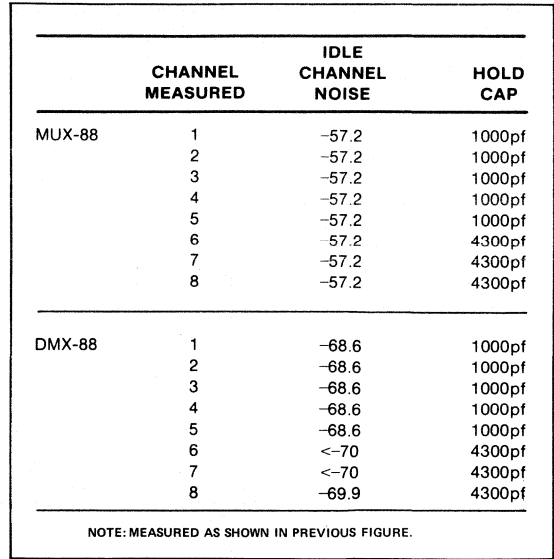 IDLE
CHANNEL CHANNEL HOLD
MEASURED NOISE CAP
MUX-88 1 -57.2 1000pf
2 -57.2 1000pf
3 -57.2 1000pf
4 -57.2 1000pf
5 -57.2 1000pf
6 -57.2 4300pf
7 -57.2 4300pf
8 -57.2 4300pf
DMX-88 1 -68.6 1000pf
2 -68.6 1000pf
3 -68.6 1000pf
4 -68.6 1000pf
5 -68.6 1000pf
6 <-70 4300pf
7 <-70 4300pf
8 -69.9 4300pf
NOTE: MEASURED AS SHOWN IN PREVIOUS FIGURE.